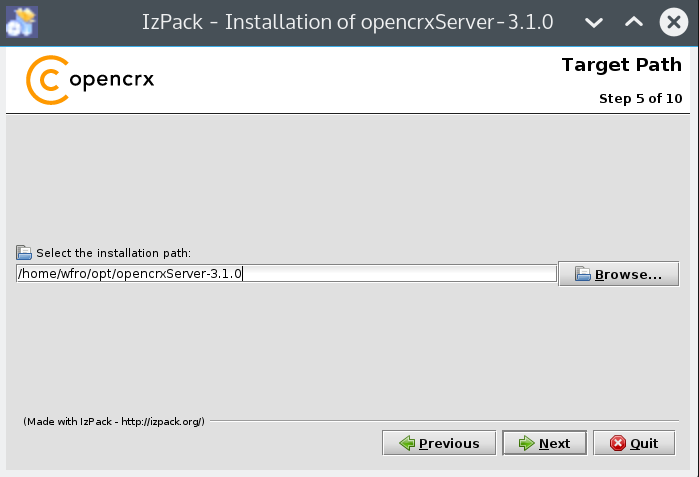 IzPack - Installation of opencrxServer-3.1.0
opencrx
Target Path
Step 5 of 10
Select the installation path:
/home/wfro/opt/opencrxServer-3.1.0
Browse...
(Made with IzPack - http://izpack.org/)
Previous
Next
Quit